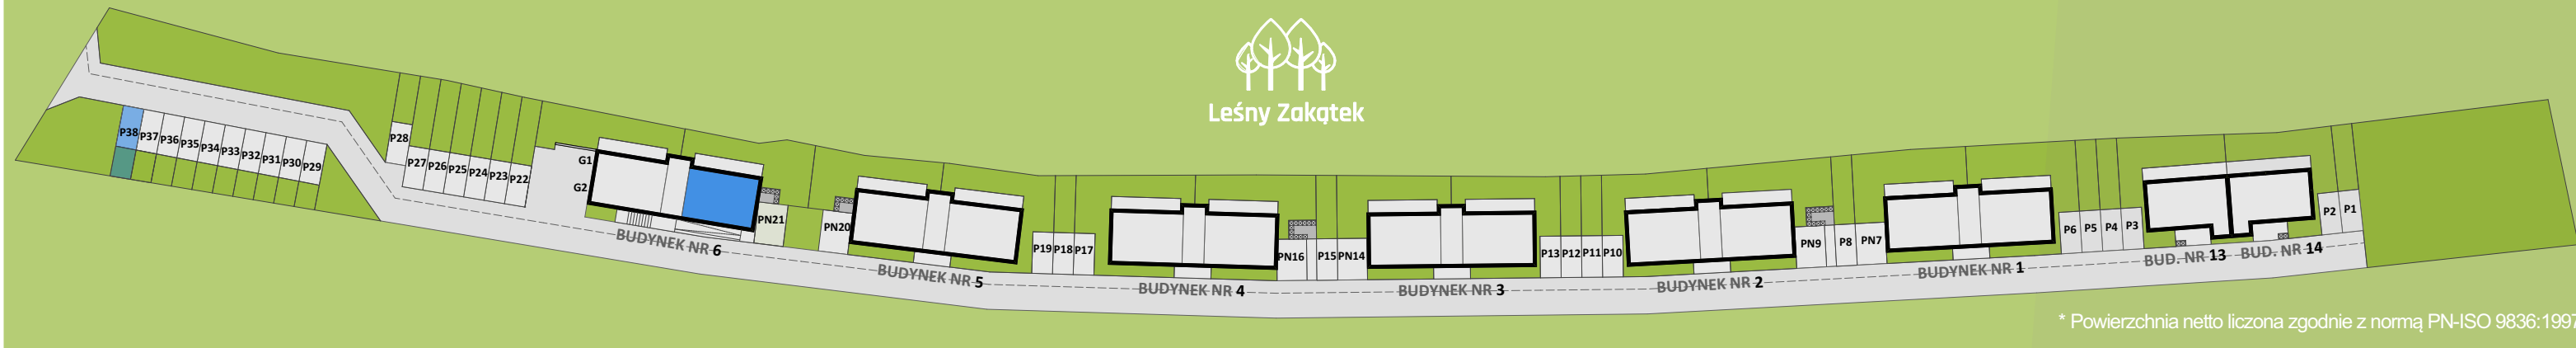 Leśny Zakątek
P38 P37 P36 P35 P34 P33 P32 P31 P30 P29
P28
P27 P26 P25 P24 P23 P22
G1
G2
PN21
BUDYNEK NR 6
PN20
BUDYNEK NR 5
P19 P18 P17
BUDYNEK NR 4
PN16 P15 PN14
BUDYNEK NR 3
P13 P12 P11 P10
BUDYNEK NR 2
PN9 P8 PN7
BUDYNEK NR 1
P6 P5 P4 P3
BUD. NR 13 BUD. NR 14
P2 P1
* Powierzchnia netto liczona zgodnie z normą PN-ISO 9836:1997